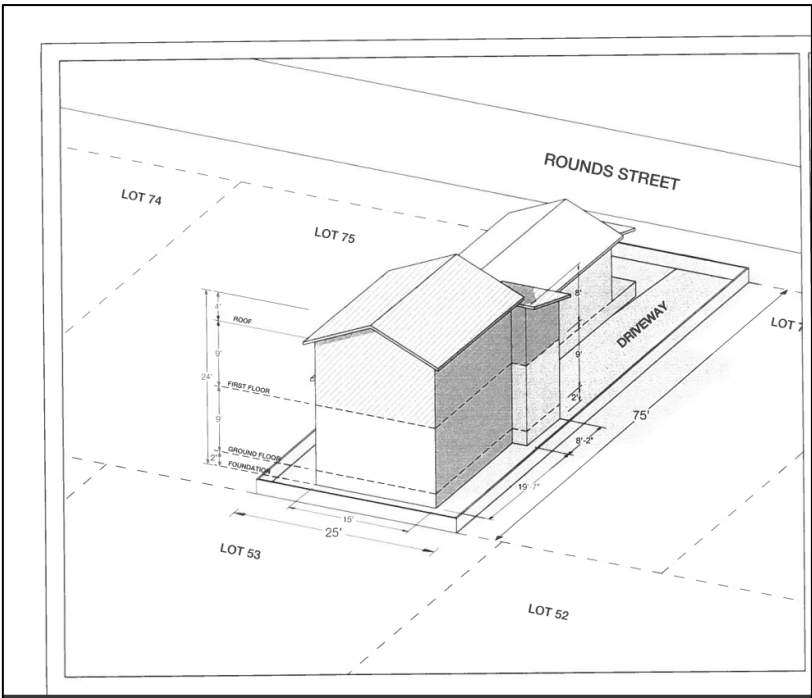 ROUNDS STREET
LOT 74
LOT 75
4'
ROOF
8'
9'
DRIVEWAY
24'
FIRST FLOOR
9'
9'
2'
75'
GROUND FLOOR
8'-2"
2'
FOUNDATION
19'-7"
15'
25'
LOT 53
LOT 52